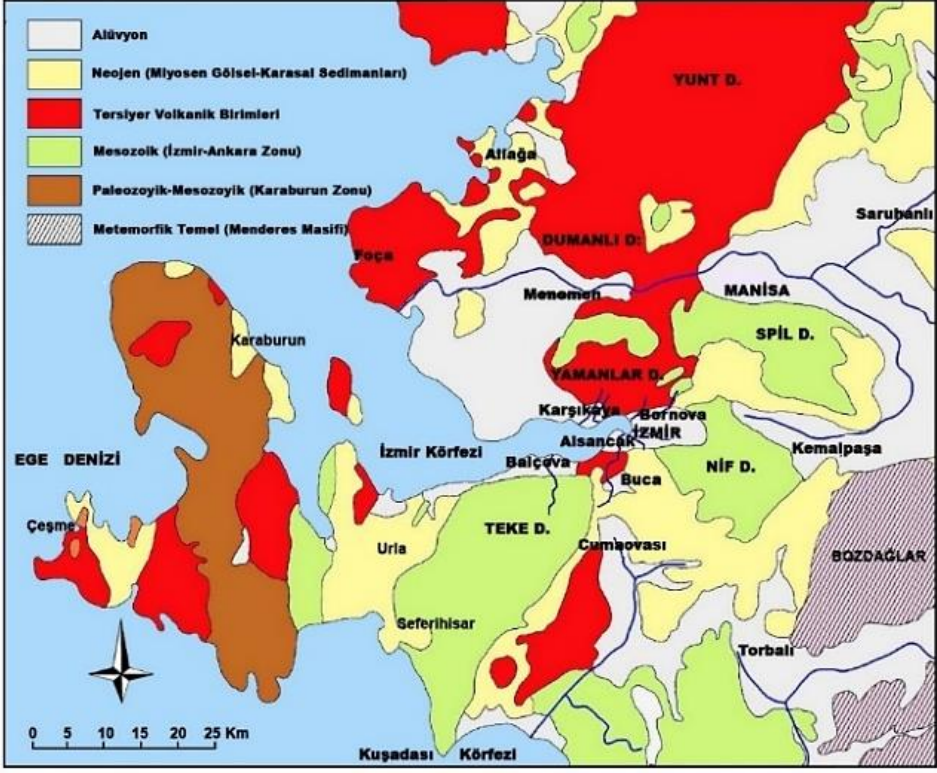 Alüvyon
Neojen (Miyosen Gölsel-Karasal Sedimanları)
Tersiyer Volkanik Birimleri
Mesozoik (İzmir-Ankara Zonu)
Paleozoyik-Mesozoyik (Karaburun Zonu)
Metemorfik Temel (Menderes Masifi)
YUNT D.
Aliağa
Saruhanlı
DUMANLI D:
Foça
Menemen
MANİSA
Karaburun
SPİL D.
YAMANLAR D.
Karşıkaya
Bornova
Alsancak
İZMİR
İzmir Körfezi
Kemalpaşa
EGE DENİZİ
Balçova
NİF D.
Buca
Çeşme
TEKE D.
Urla
Cumaovası
BOZDAĞLAR
Seferihisar
Torbalı
0 5 10 15 20 25 Km
Kuşadası Körfezi